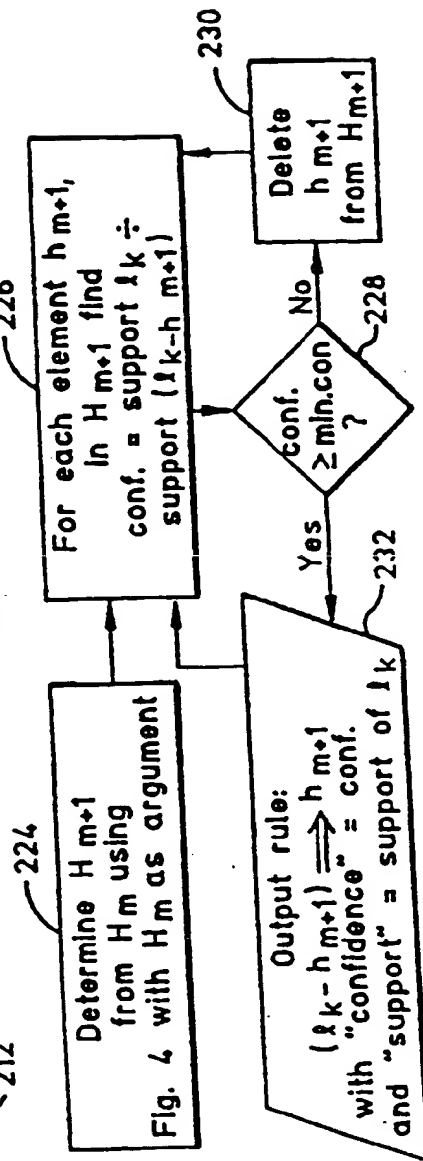 212
224
Determine H m+1
from Hm using
Fig. 4 with Hm as argument
226
For each element h m+1,
in H m+1 find
conf. = support ℓk ÷
support (ℓk-h m+1)
conf.
≥ min.con
?
228
No
230
Delete
h m+1
from H m+1
Yes
232
Output rule:
(ℓk-h m+1) ⟹ h m+1
with "confidence" = conf.
and "support" = support of ℓk